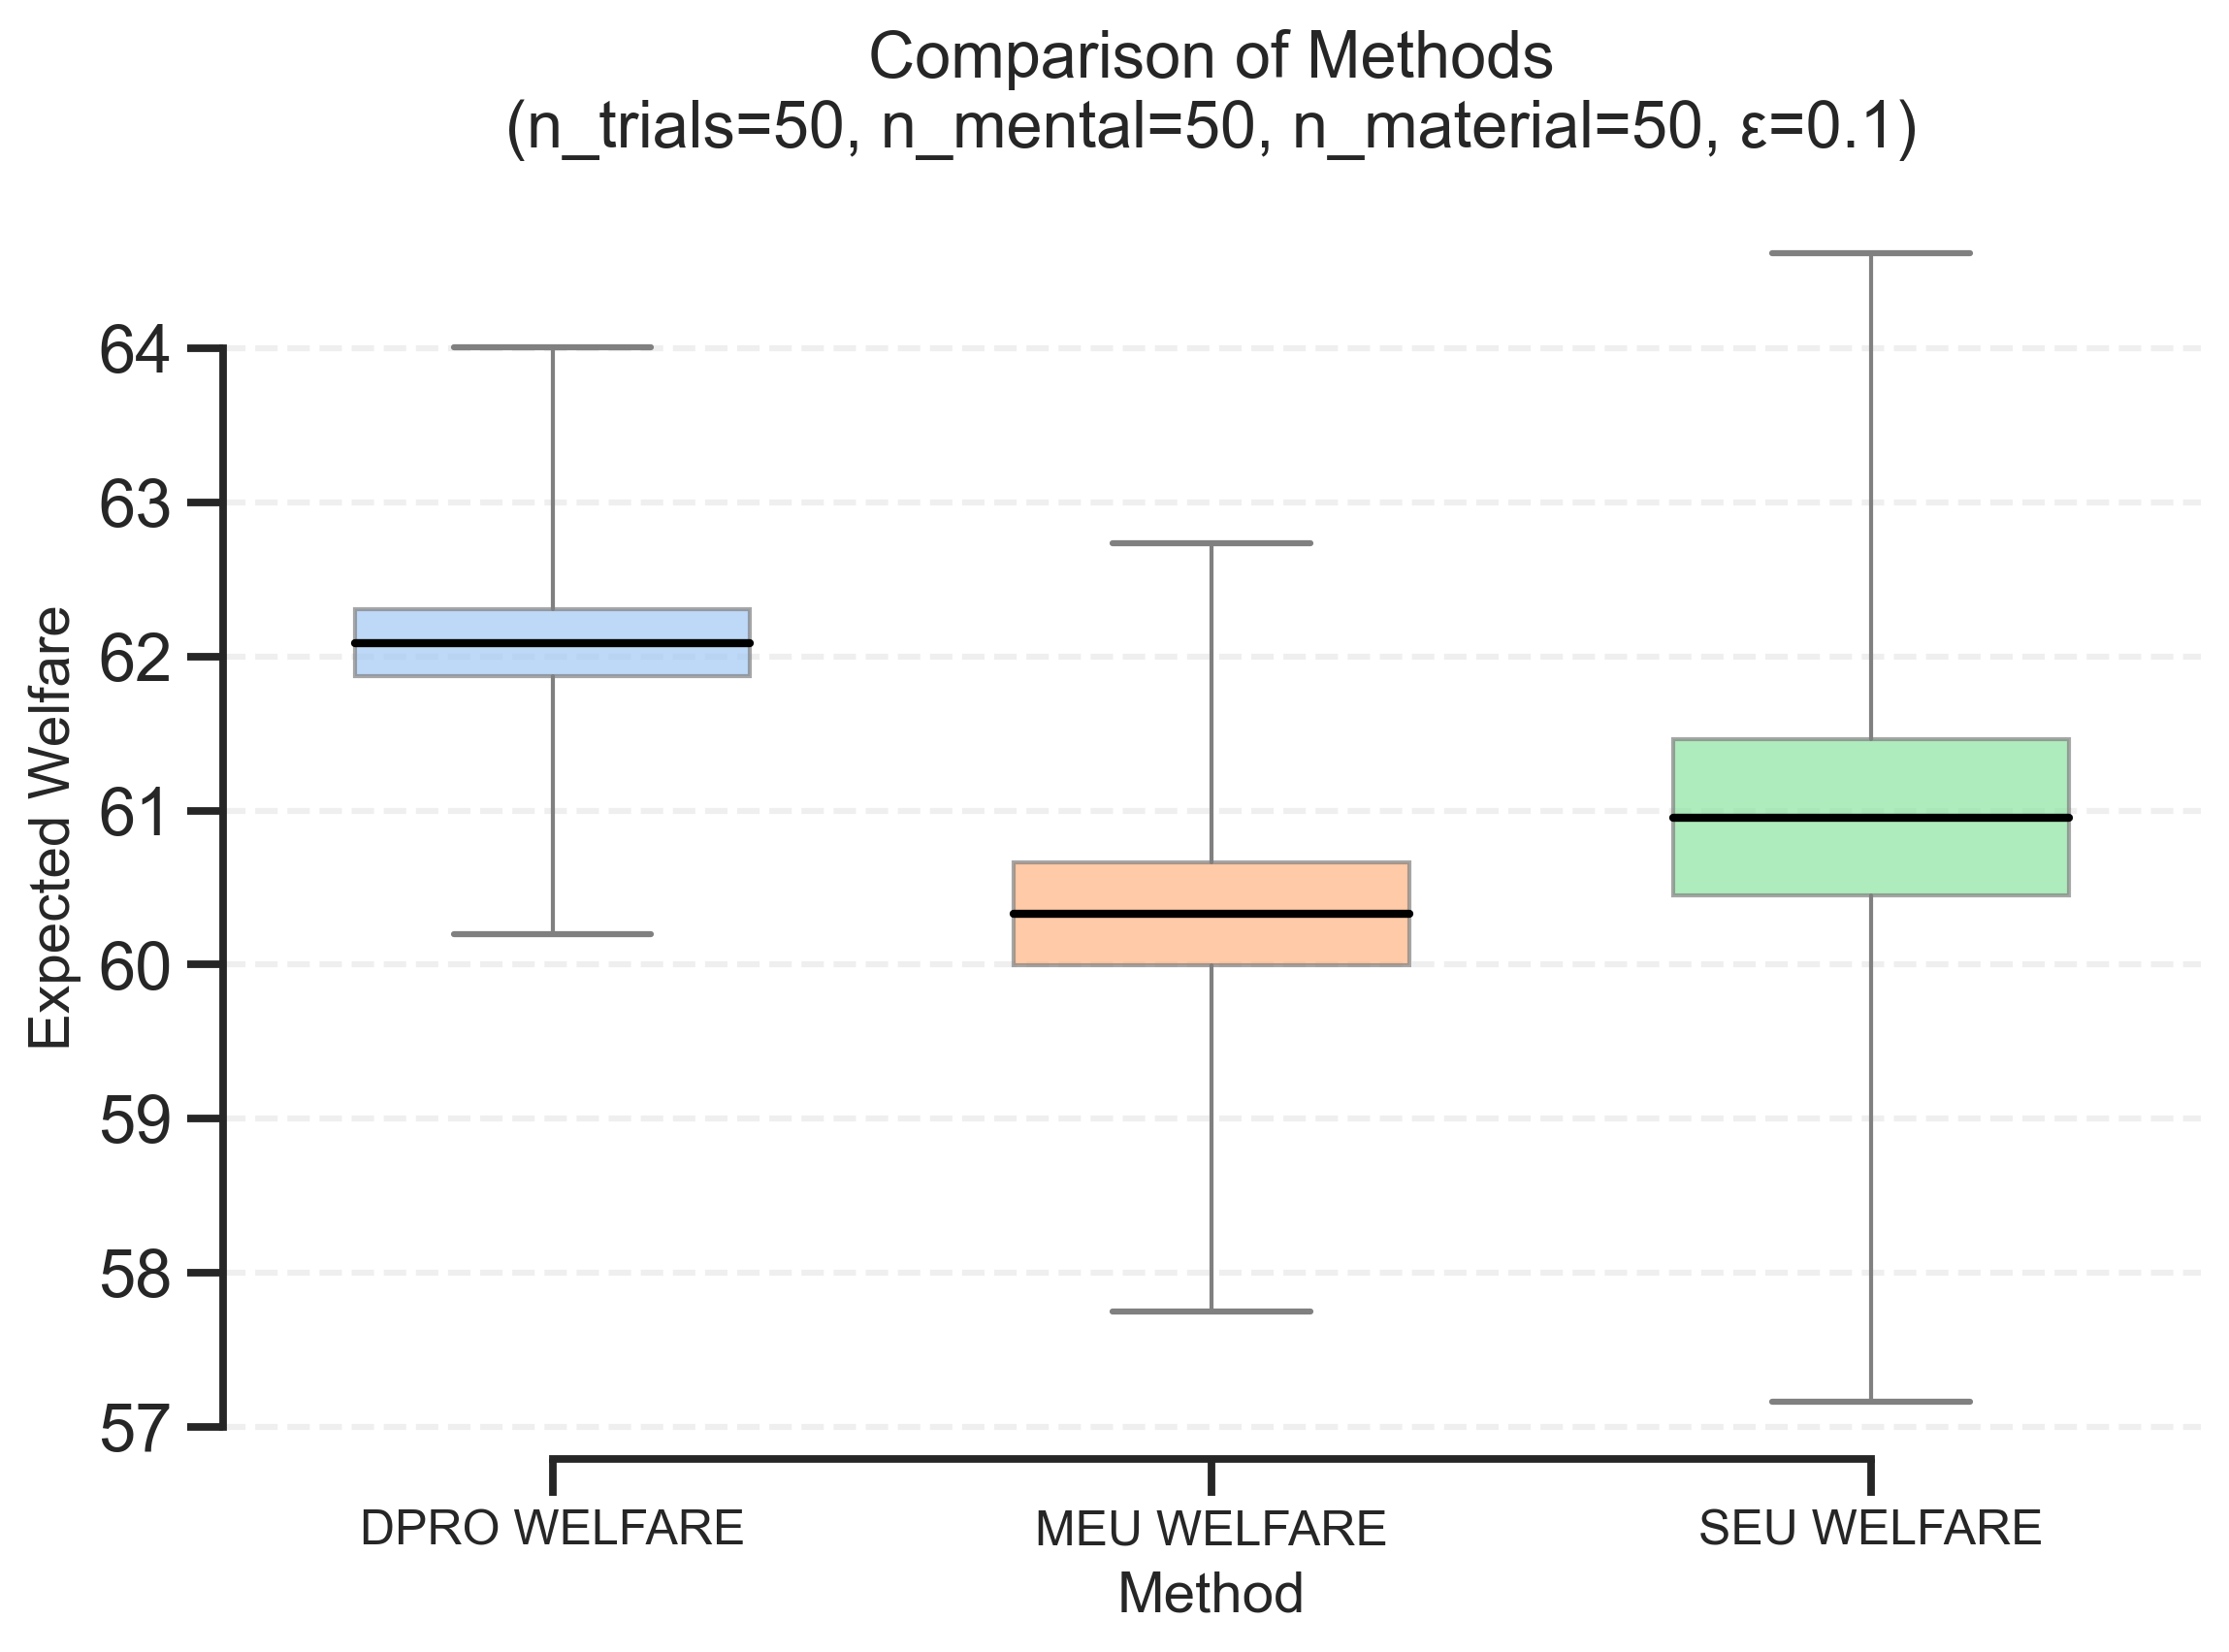 Comparison of Methods
(n_trials=50, n_mental=50, n_material=50, ε=0.1)
Expected Welfare
64
63
62
61
60
59
58
57
DPRO WELFARE
MEU WELFARE
SEU WELFARE
Method